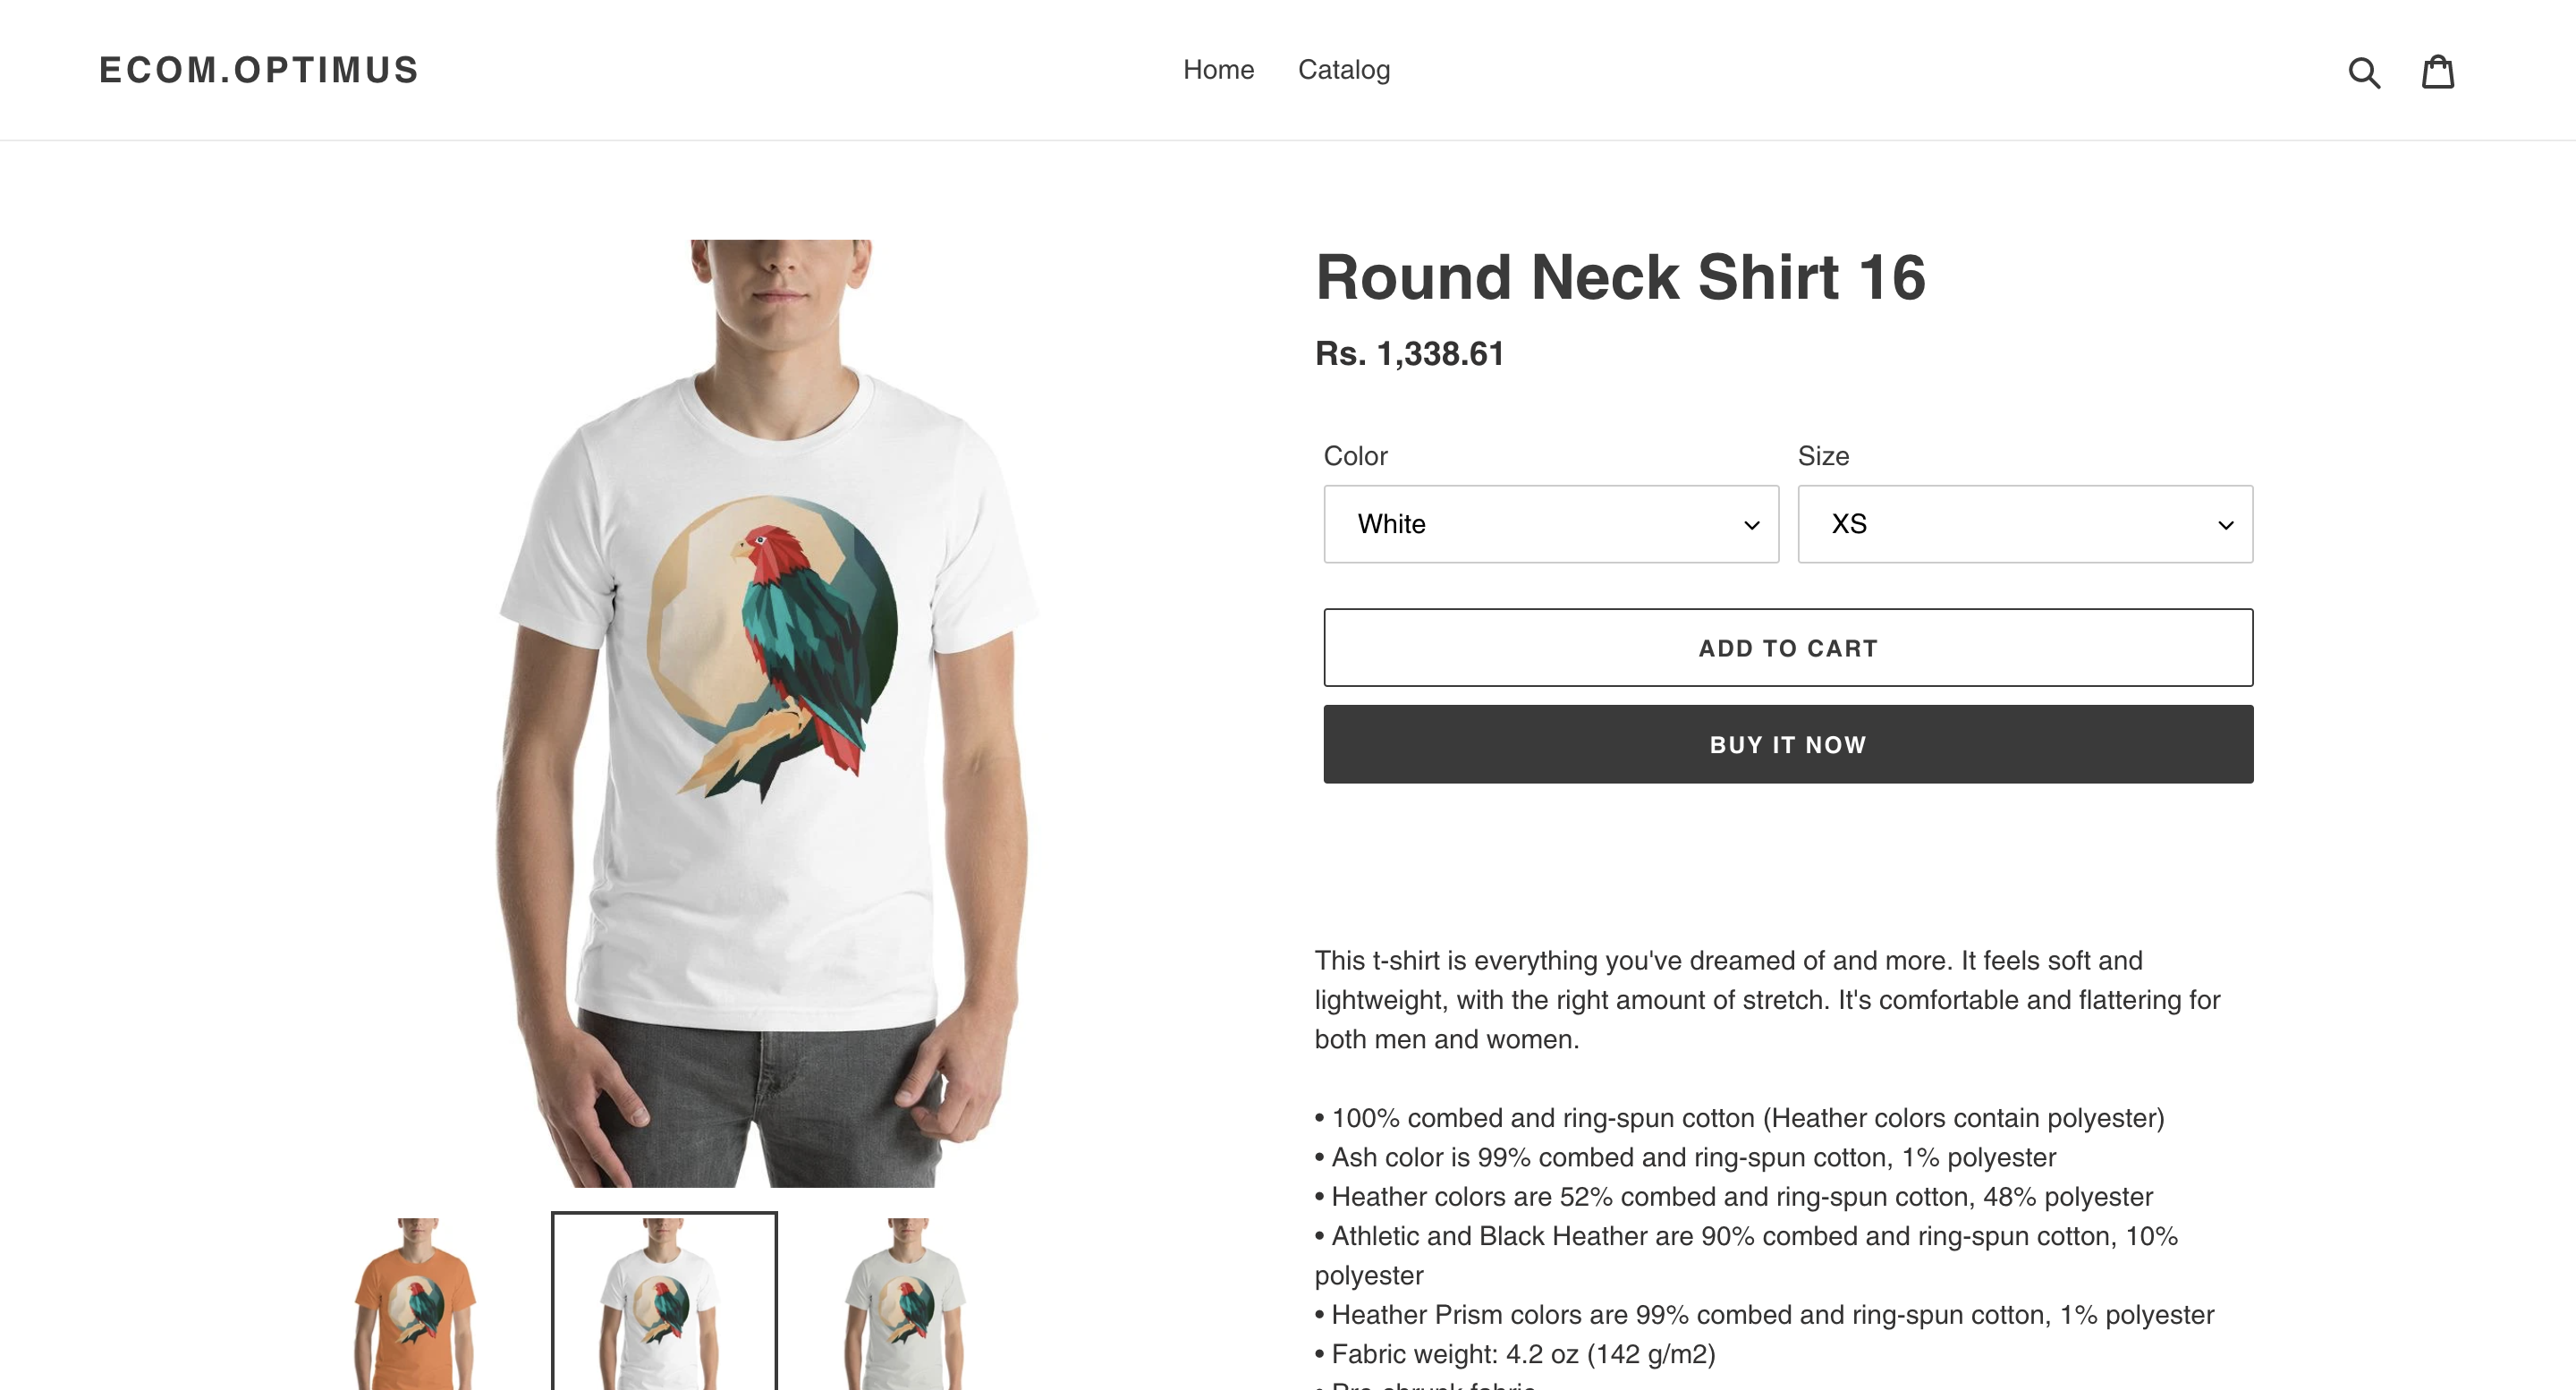 ECOM.OPTIMUS
Home Catalog
Round Neck Shirt 16
Rs. 1,338.61
Color Size
White XS
ADD TO CART
BUY IT NOW
This t-shirt is everything you've dreamed of and more. It feels soft and
lightweight, with the right amount of stretch. It's comfortable and flattering for
both men and women.
• 100% combed and ring-spun cotton (Heather colors contain polyester)
• Ash color is 99% combed and ring-spun cotton, 1% polyester
• Heather colors are 52% combed and ring-spun cotton, 48% polyester
• Athletic and Black Heather are 90% combed and ring-spun cotton, 10%
polyester
• Heather Prism colors are 99% combed and ring-spun cotton, 1% polyester
• Fabric weight: 4.2 oz (142 g/m2)
• Pre-shrunk fabric